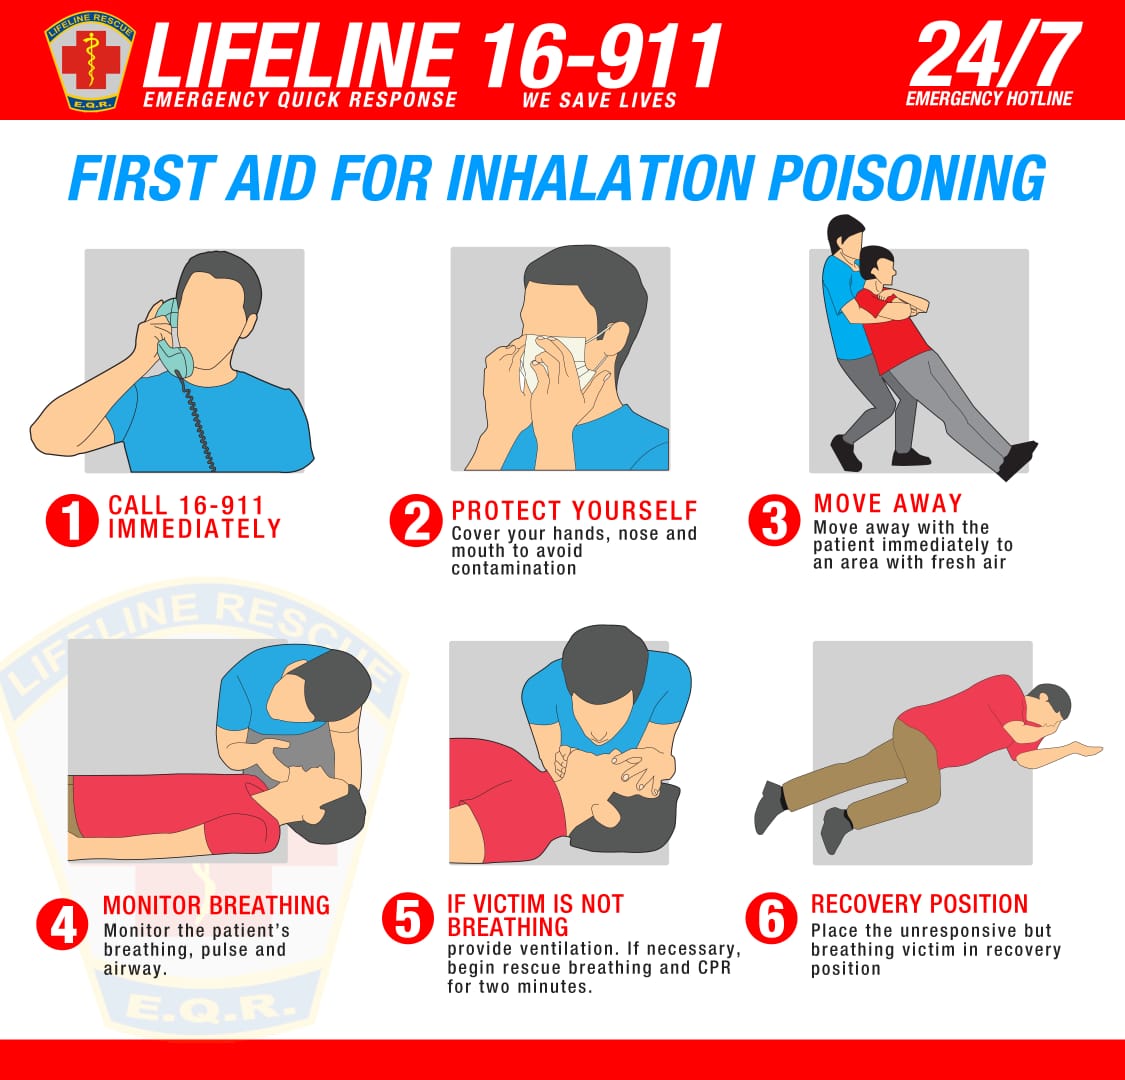 LIFELINE RESCUE
E.Q.R.
LIFELINE 16-911
EMERGENCY QUICK RESPONSE
WE SAVE LIVES
24/7
EMERGENCY HOTLINE
FIRST AID FOR INHALATION POISONING
1
CALL 16-911
IMMEDIATELY
2
PROTECT YOURSELF
Cover your hands, nose and
mouth to avoid
contamination
3
MOVE AWAY
Move away with the
patient immediately to
an area with fresh air
LIFELINE RESCUE
4
MONITOR BREATHING
Monitor the patient's
breathing, pulse and
airway.
5
IF VICTIM IS NOT
BREATHING
provide ventilation. If necessary,
begin rescue breathing and CPR
for two minutes.
6
RECOVERY POSITION
Place the unresponsive but
breathing victim in recovery
position
E.Q.R.